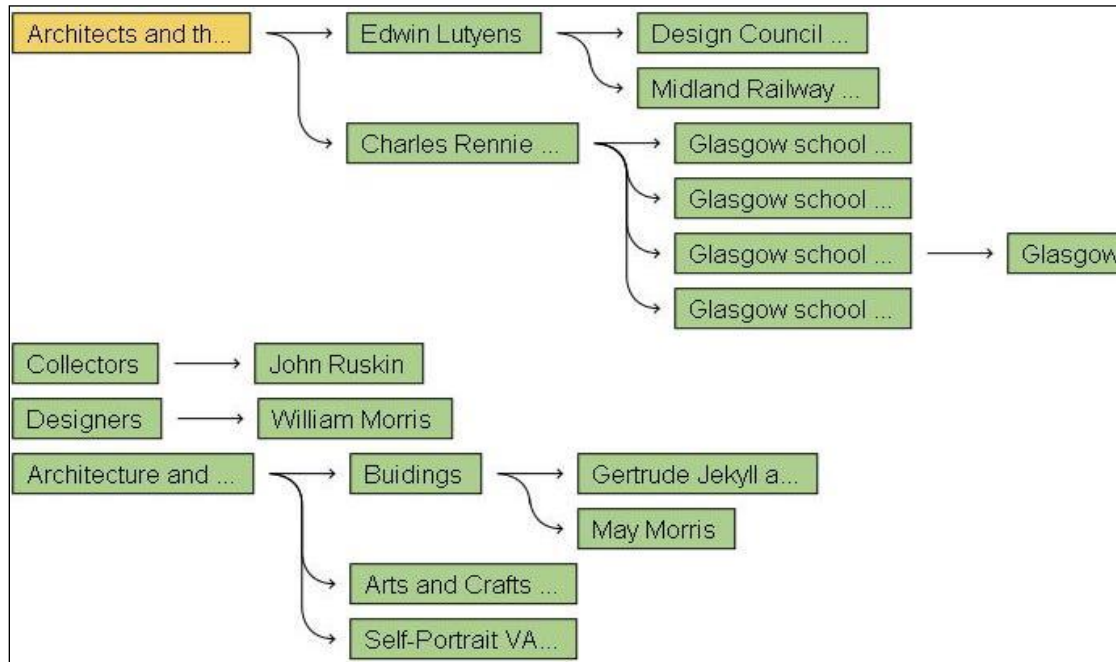 Architects and th...
Edwin Lutyens
Design Council ...
Midland Railway ...
Charles Rennie ...
Glasgow school ...
Glasgow school ...
Glasgow school ...
Glasgow
Glasgow school ...
Collectors
John Ruskin
Designers
William Morris
Architecture and ...
Buidings
Gertrude Jekyll a...
May Morris
Arts and Crafts ...
Self-Portrait VA...